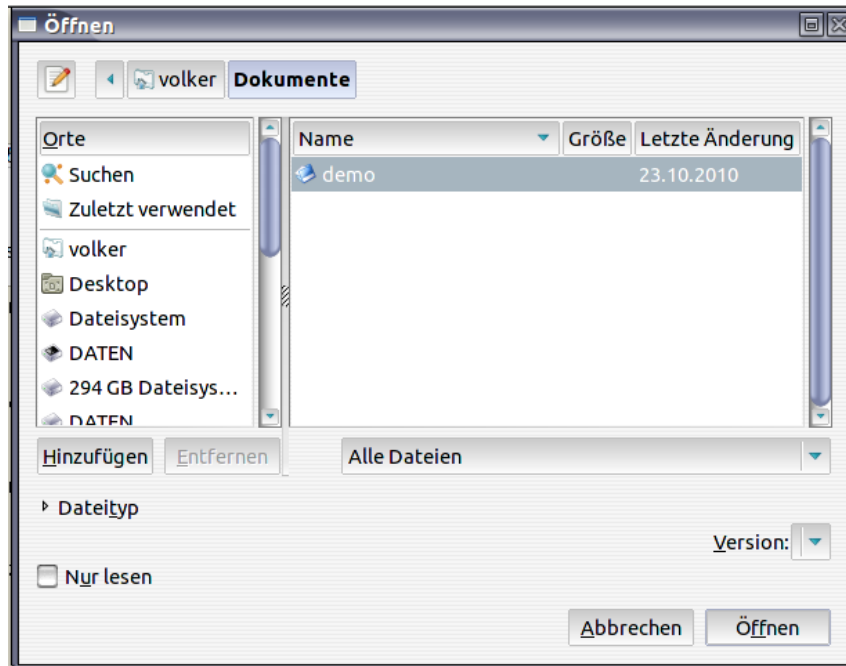 Öffnen
volker Dokumente
Orte
Suchen
Zuletzt verwendet
volker
Desktop
Dateisystem
DATEN
294 GB Dateisys...
DATEN
Name Größe Letzte Änderung
demo 23.10.2010
Hinzufügen Entfernen Alle Dateien
Dateityp
Version:
Nur lesen
Abbrechen Öffnen